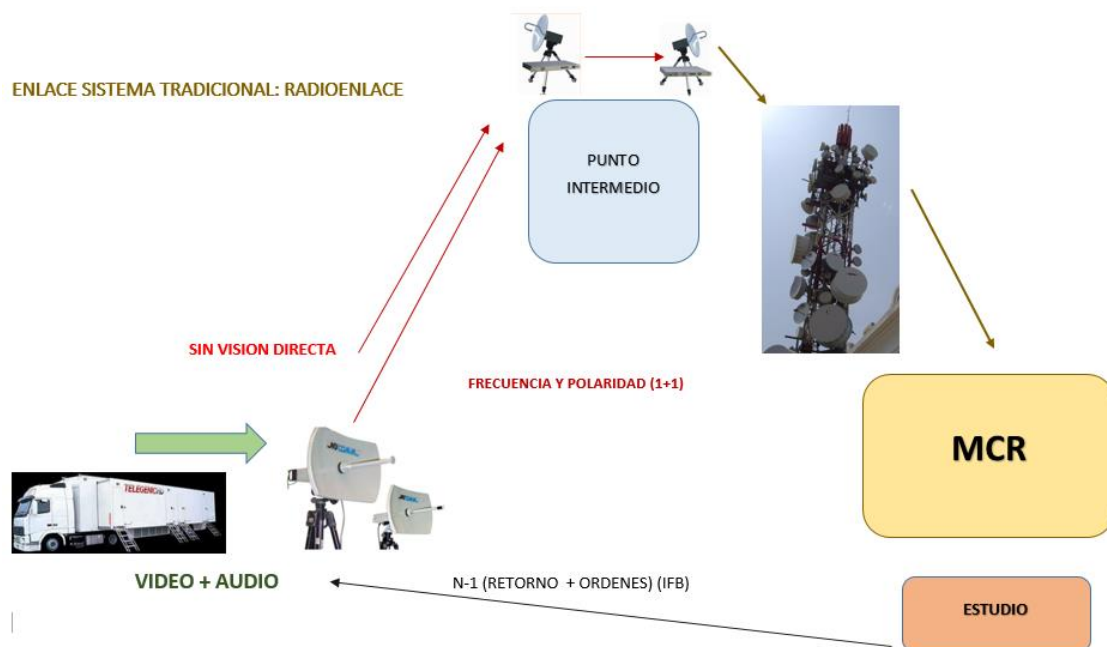 ENLACE SISTEMA TRADICIONAL: RADIOENLACE
PUNTO
INTERMEDIO
SIN VISION DIRECTA
FRECUENCIA Y POLARIDAD (1+1)
MCR
TELEGENIC
VIDEO + AUDIO
N-1 (RETORNO + ORDENES) (IFB)
ESTUDIO